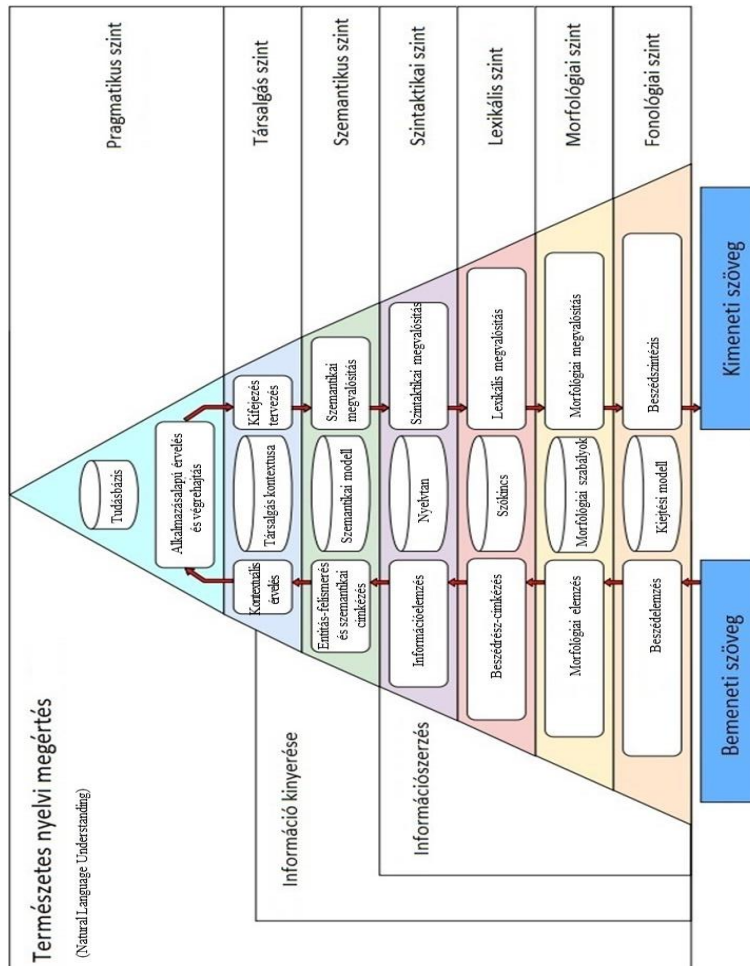 Természetes nyelvi megértés
(Natural Language Understanding)
Információ kinyerése
Információszerzés
Pragmatikus szint
Tudásbázis
Alkalmazásalapú érvelés
és végrehajtás
Társalgás szint
Kontextuális
érvelés
Társalgás kontextusa
Kifejezés
tervezés
Szemantikus szint
Entitás-felismerés
és szemantikai
címkézés
Szemantikai modell
Szemantikai
megvalósítás
Szintaktikai szint
Információelemzés
Nyelvtan
Szintaktikai megvalósítás
Lexikális szint
Beszédrész-címkézés
Szókincs
Lexikális megvalósítás
Morfológiai szint
Morfológiai elemzés
Morfológiai szabályok
Morfológiai megvalósítás
Fonológiai szint
Beszédelemzés
Kiejtési modell
Beszédszintézis
Bemeneti szöveg
Kimeneti szöveg